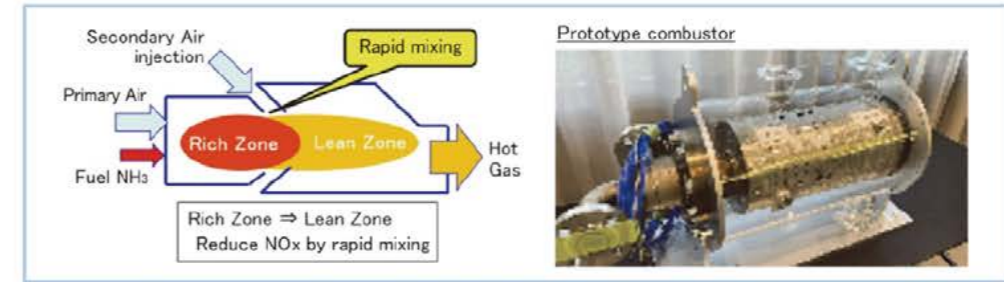 Secondary Air
injection
Rapid mixing
Primary Air
Rich Zone
Lean Zone
Fuel NH₃
Hot
Gas
Rich Zone ⇒ Lean Zone
Reduce NOx by rapid mixing
Prototype combustor